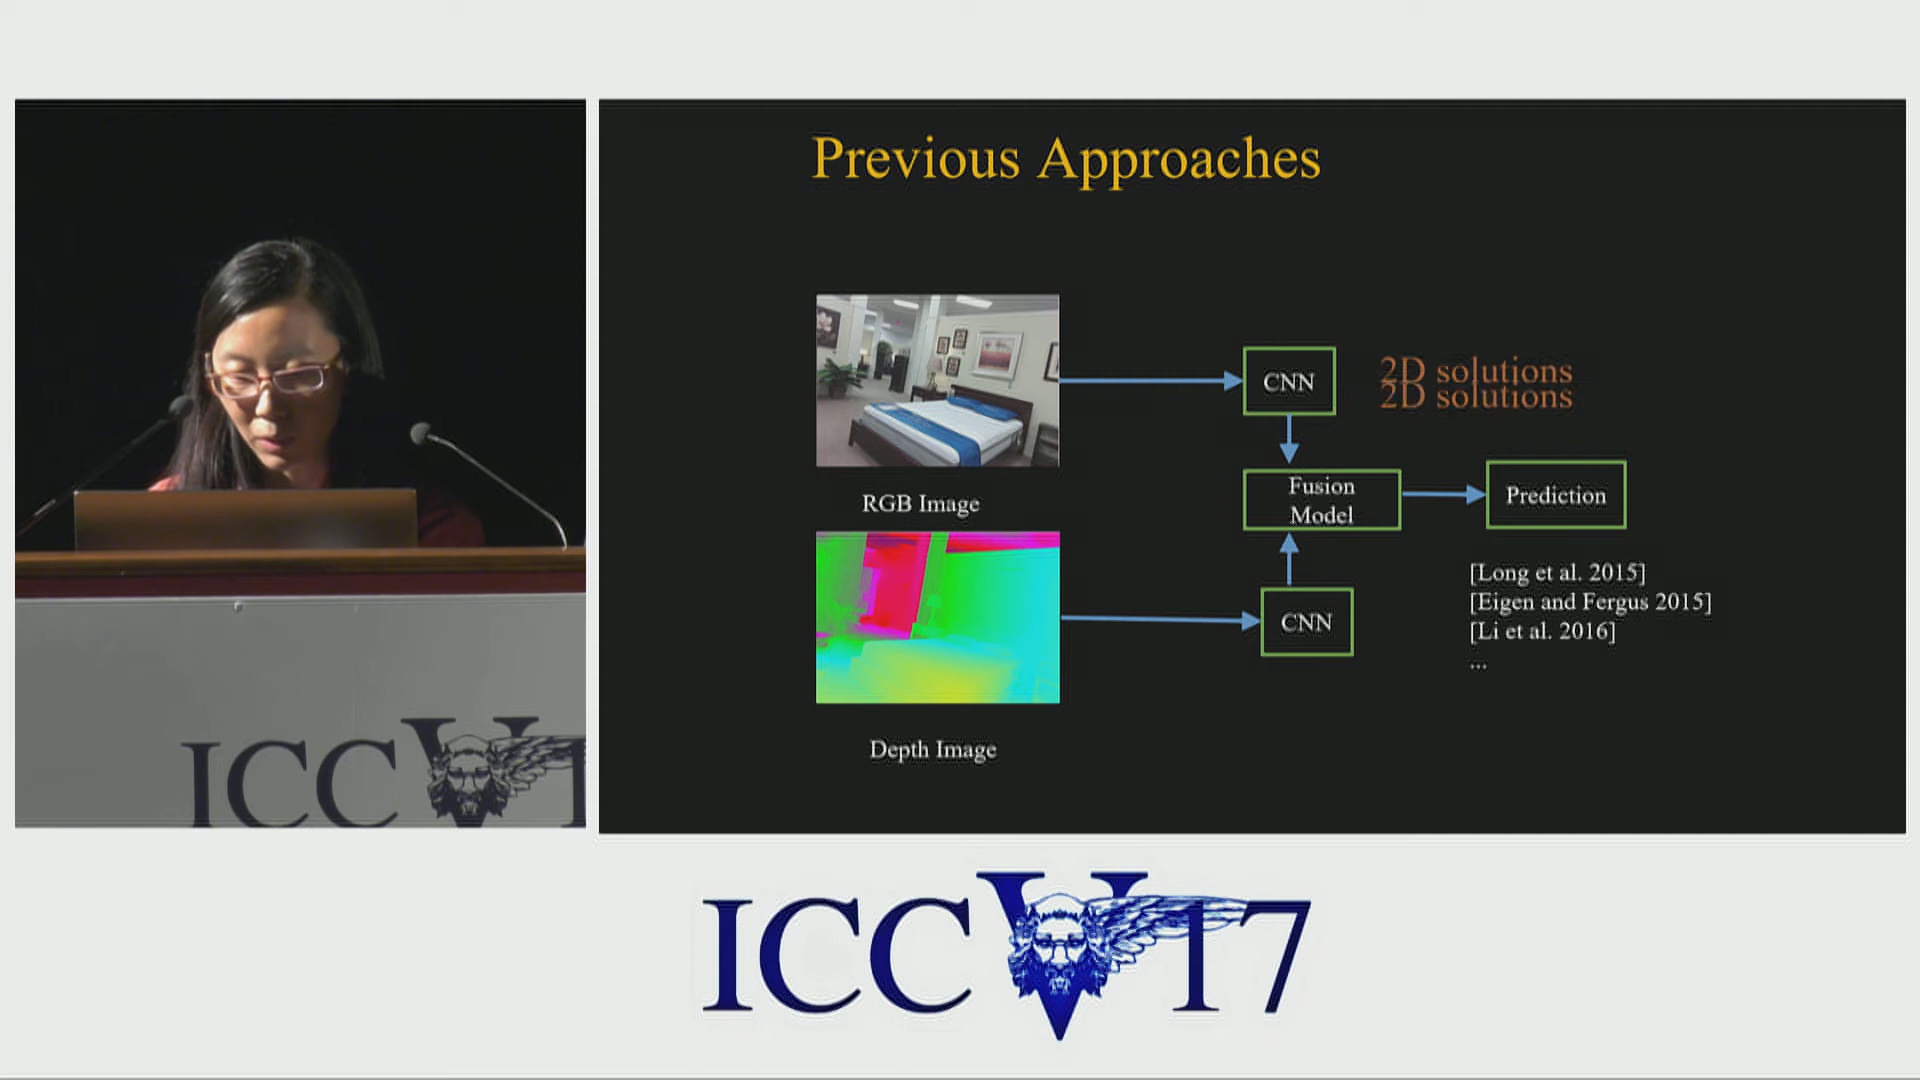 Previous Approaches
CNN
2D solutions
2D solutions
RGB Image
Fusion
Model
Prediction
CNN
[Long et al. 2015]
[Eigen and Fergus 2015]
[Li et al. 2016]
...
Depth Image
ICCV 1
ICCV17